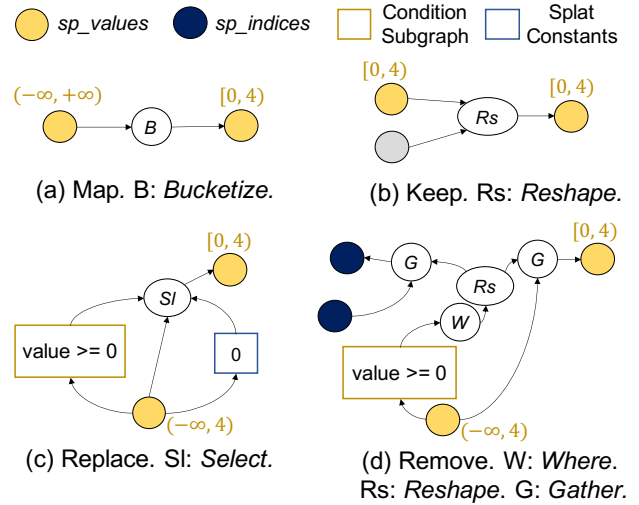 sp_values
sp_indices
Condition
Subgraph
Splat
Constants
(−∞, +∞)
[0, 4)
B
(a) Map. B: Bucketize.
[0, 4)
[0, 4)
Rs
(b) Keep. Rs: Reshape.
[0, 4)
Sl
value >= 0
0
(−∞, 4)
(c) Replace. Sl: Select.
[0, 4)
G
G
Rs
W
value >= 0
(−∞, 4)
(d) Remove. W: Where.
Rs: Reshape. G: Gather.